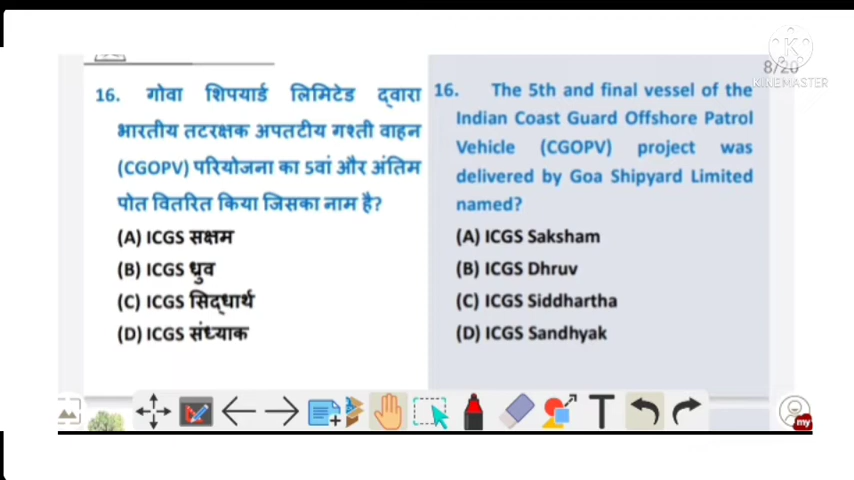 KINEMASTER
8/20
16. गोवा शिपयार्ड लिमिटेड द्वारा
भारतीय तटरक्षक अपतटीय गश्ती वाहन
(CGOPV) परियोजना का 5वां और अंतिम
पोत वितरित किया जिसका नाम है?
(A) ICGS सक्षम
(B) ICGS ध्रुव
(C) ICGS सिद्धार्थ
(D) ICGS संध्याक
16. The 5th and final vessel of the
Indian Coast Guard Offshore Patrol
Vehicle (CGOPV) project was
delivered by Goa Shipyard Limited
named?
(A) ICGS Saksham
(B) ICGS Dhruv
(C) ICGS Siddhartha
(D) ICGS Sandhyak
T
my